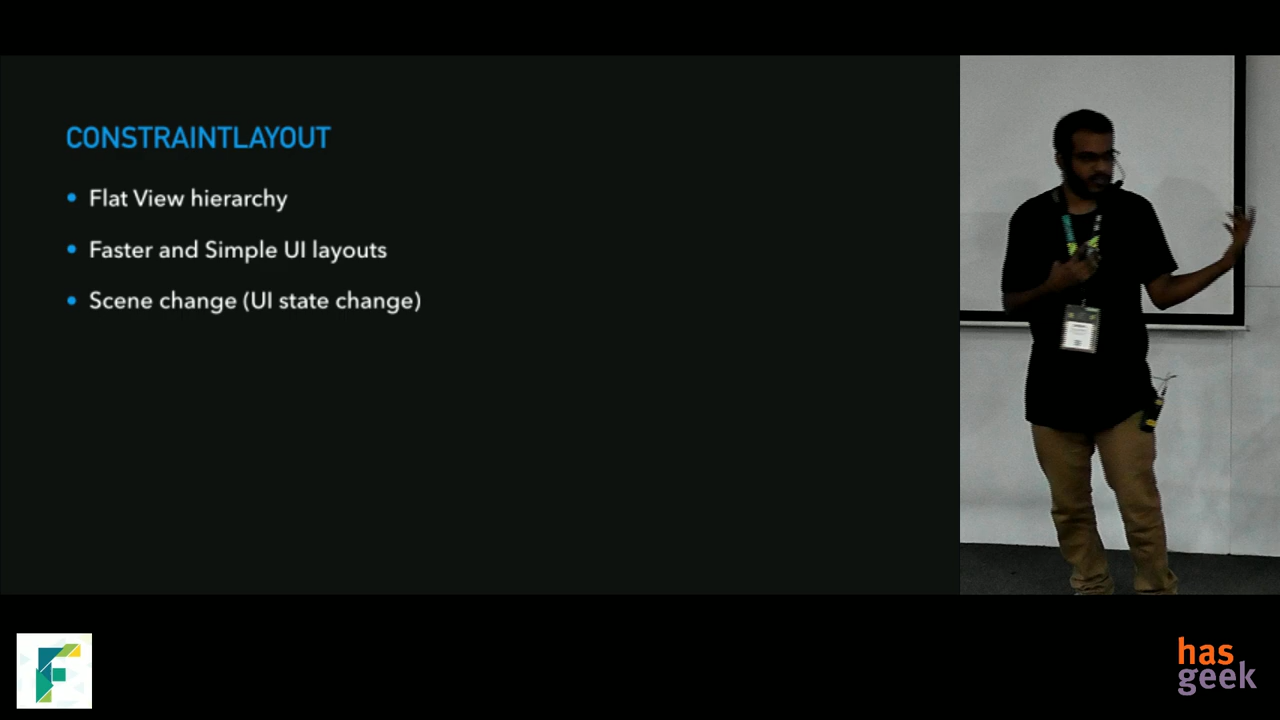 CONSTRAINTLAYOUT
Flat View hierarchy
Faster and Simple UI layouts
Scene change (UI state change)
F
has
geek